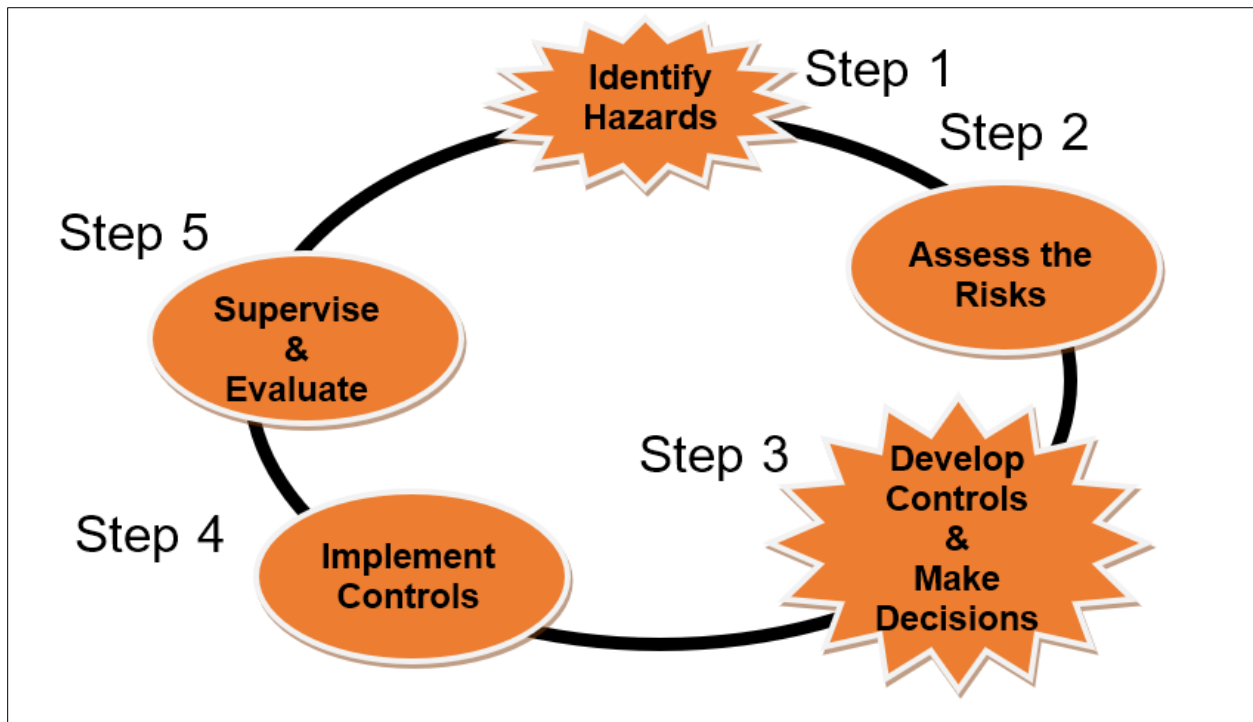 Step 1
Identify
Hazards
Step 2
Assess the
Risks
Step 3
Develop
Controls
&
Make
Decisions
Step 4
Implement
Controls
Step 5
Supervise
&
Evaluate